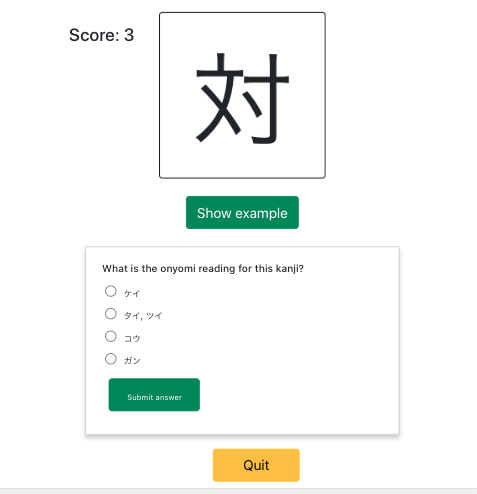 Score: 3
対
Show example
What is the onyomi reading for this kanji?
ケイ
タイ, ツイ
コウ
ガン
Submit answer
Quit